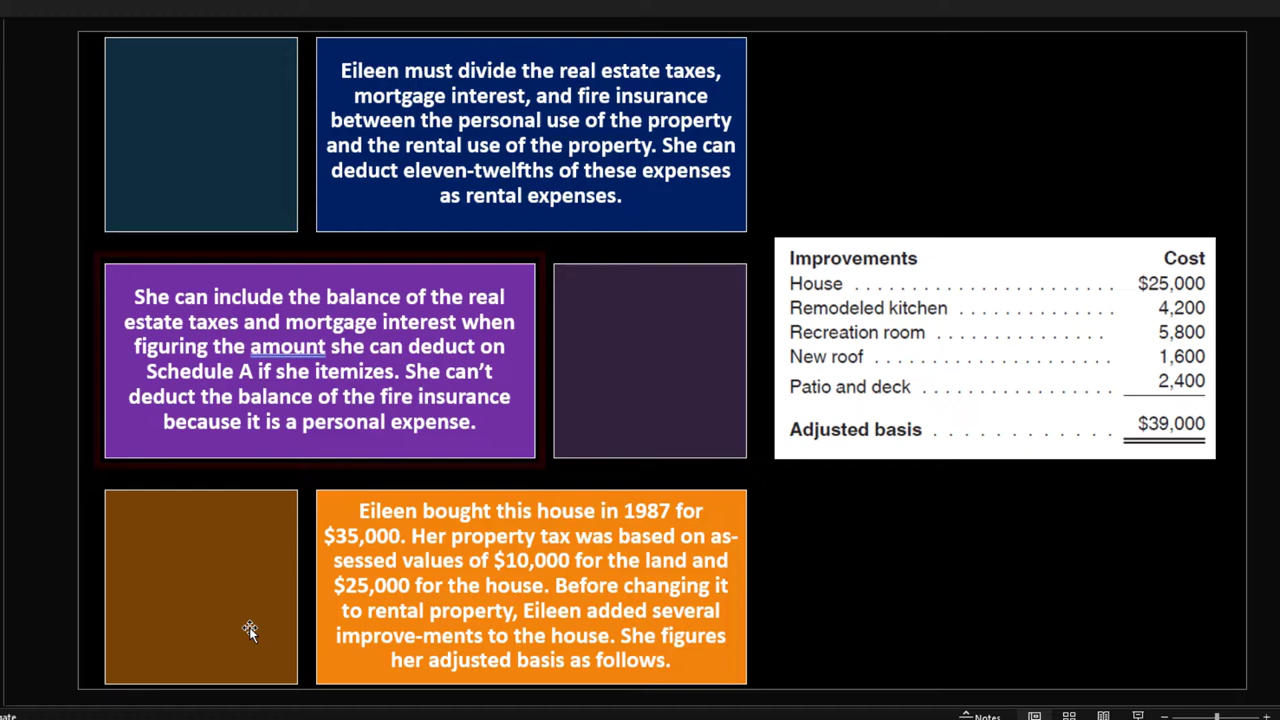 Eileen must divide the real estate taxes,
mortgage interest, and fire insurance
between the personal use of the property
and the rental use of the property. She can
deduct eleven-twelfths of these expenses
as rental expenses.
She can include the balance of the real
estate taxes and mortgage interest when
figuring the amount she can deduct on
Schedule A if she itemizes. She can’t
deduct the balance of the fire insurance
because it is a personal expense.
Eileen bought this house in 1987 for
$35,000. Her property tax was based on as-
sessed values of $10,000 for the land and
$25,000 for the house. Before changing it
to rental property, Eileen added several
improve-ments to the house. She figures
her adjusted basis as follows.
Improvements Cost
House . . . . . . . . . . . . . . . . . . . . . . . $25,000
Remodeled kitchen . . . . . . . . . . . . . . 4,200
Recreation room . . . . . . . . . . . . . . 5,800
New roof . . . . . . . . . . . . . . . . . . . . . 1,600
Patio and deck . . . . . . . . . . . . . . . . . 2,400
Adjusted basis . . . . . . . . . . . . . . . . $39,000
Notes